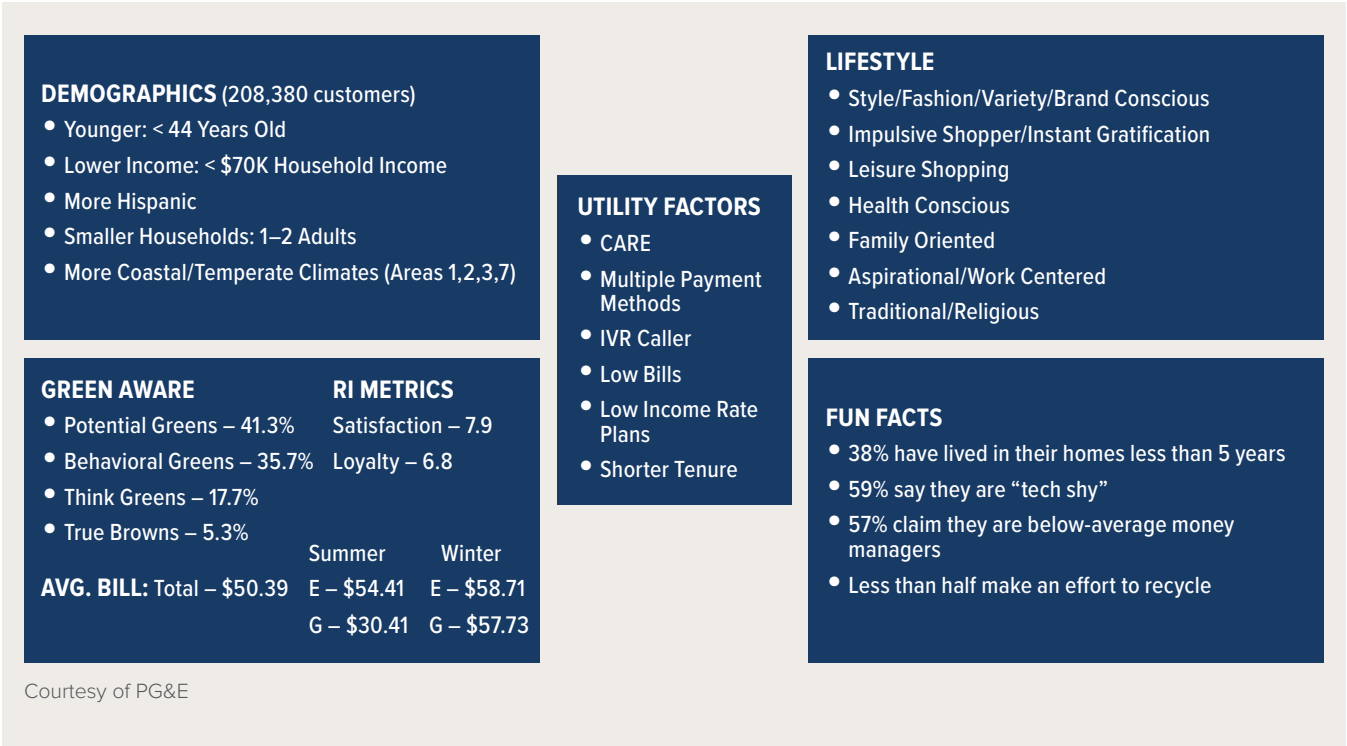 DEMOGRAPHICS (208,380 customers)
• Younger: < 44 Years Old
• Lower Income: < $70K Household Income
• More Hispanic
• Smaller Households: 1–2 Adults
• More Coastal/Temperate Climates (Areas 1,2,3,7)
GREEN AWARE
• Potential Greens – 41.3%
• Behavioral Greens – 35.7%
• Think Greens – 17.7%
• True Browns – 5.3%
RI METRICS
Satisfaction – 7.9
Loyalty – 6.8
Summer Winter
AVG. BILL: Total – $50.39 E – $54.41 E – $58.71
G – $30.41 G – $57.73
UTILITY FACTORS
• CARE
• Multiple Payment
Methods
• IVR Caller
• Low Bills
• Low Income Rate
Plans
• Shorter Tenure
LIFESTYLE
• Style/Fashion/Variety/Brand Conscious
• Impulsive Shopper/Instant Gratification
• Leisure Shopping
• Health Conscious
• Family Oriented
• Aspirational/Work Centered
• Traditional/Religious
FUN FACTS
• 38% have lived in their homes less than 5 years
• 59% say they are “tech shy”
• 57% claim they are below-average money
managers
• Less than half make an effort to recycle
Courtesy of PG&E